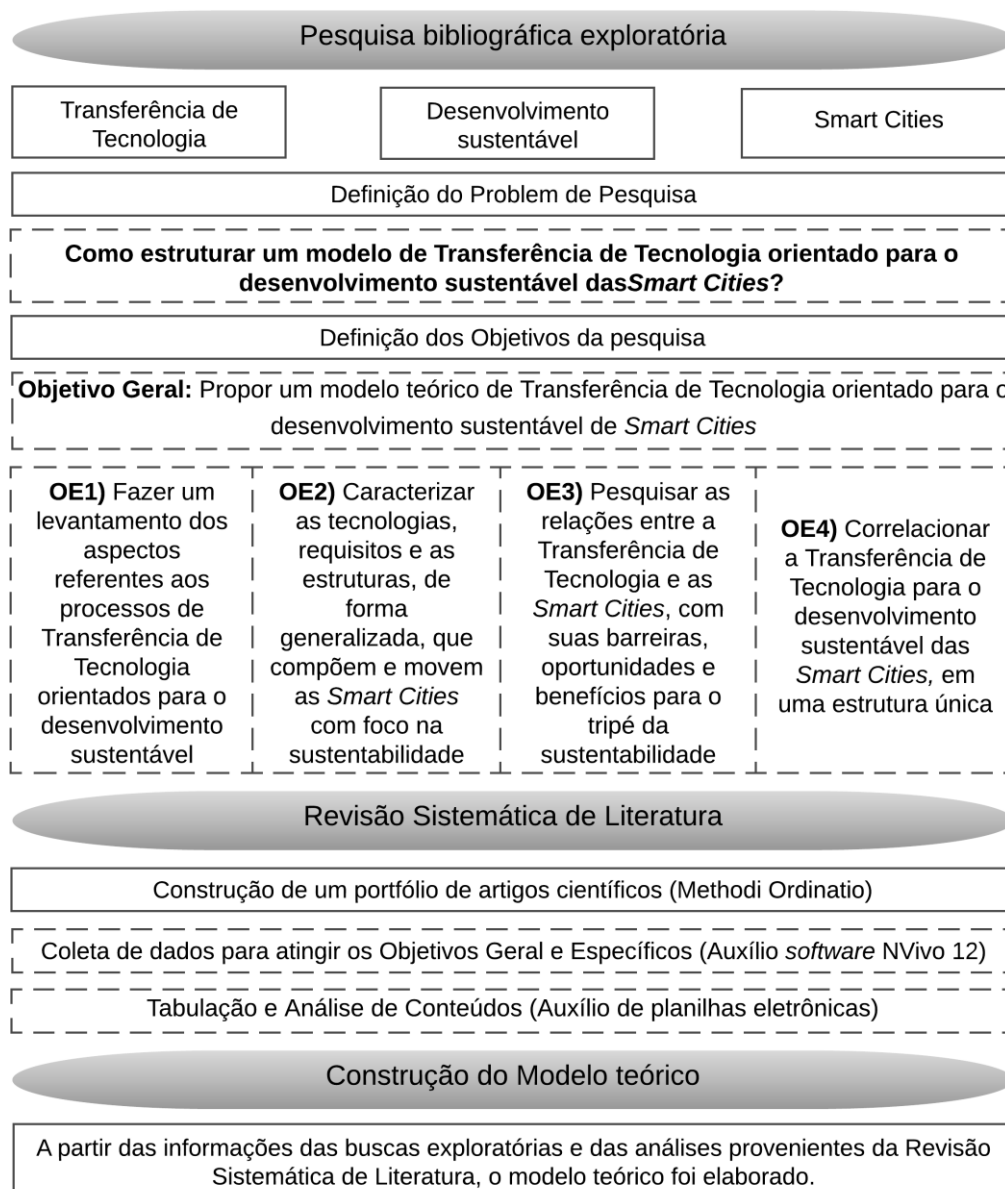 Pesquisa bibliográfica exploratória
Transferência de
Tecnologia
Desenvolvimento
sustentável
Smart Cities
Definição do Problem de Pesquisa
Como estruturar um modelo de Transferência de Tecnologia orientado para o
desenvolvimento sustentável dasSmart Cities?
Definição dos Objetivos da pesquisa
Objetivo Geral: Propor um modelo teórico de Transferência de Tecnologia orientado para o
desenvolvimento sustentável de Smart Cities
OE1) Fazer um
levantamento dos
aspectos
referentes aos
processos de
Transferência de
Tecnologia
orientados para o
desenvolvimento
sustentável
OE2) Caracterizar
as tecnologias,
requisitos e as
estruturas, de
forma
generalizada, que
compõem e movem
as Smart Cities
com foco na
sustentabilidade
OE3) Pesquisar as
relações entre a
Transferência de
Tecnologia e as
Smart Cities, com
suas barreiras,
oportunidades e
benefícios para o
tripé da
sustentabilidade
OE4) Correlacionar
a Transferência de
Tecnologia para o
desenvolvimento
sustentável das
Smart Cities, em
uma estrutura única
Revisão Sistemática de Literatura
Construção de um portfólio de artigos científicos (Methodi Ordinatio)
Coleta de dados para atingir os Objetivos Geral e Específicos (Auxílio software NVivo 12)
Tabulação e Análise de Conteúdos (Auxílio de planilhas eletrônicas)
Construção do Modelo teórico
A partir das informações das buscas exploratórias e das análises provenientes da Revisão
Sistemática de Literatura, o modelo teórico foi elaborado.